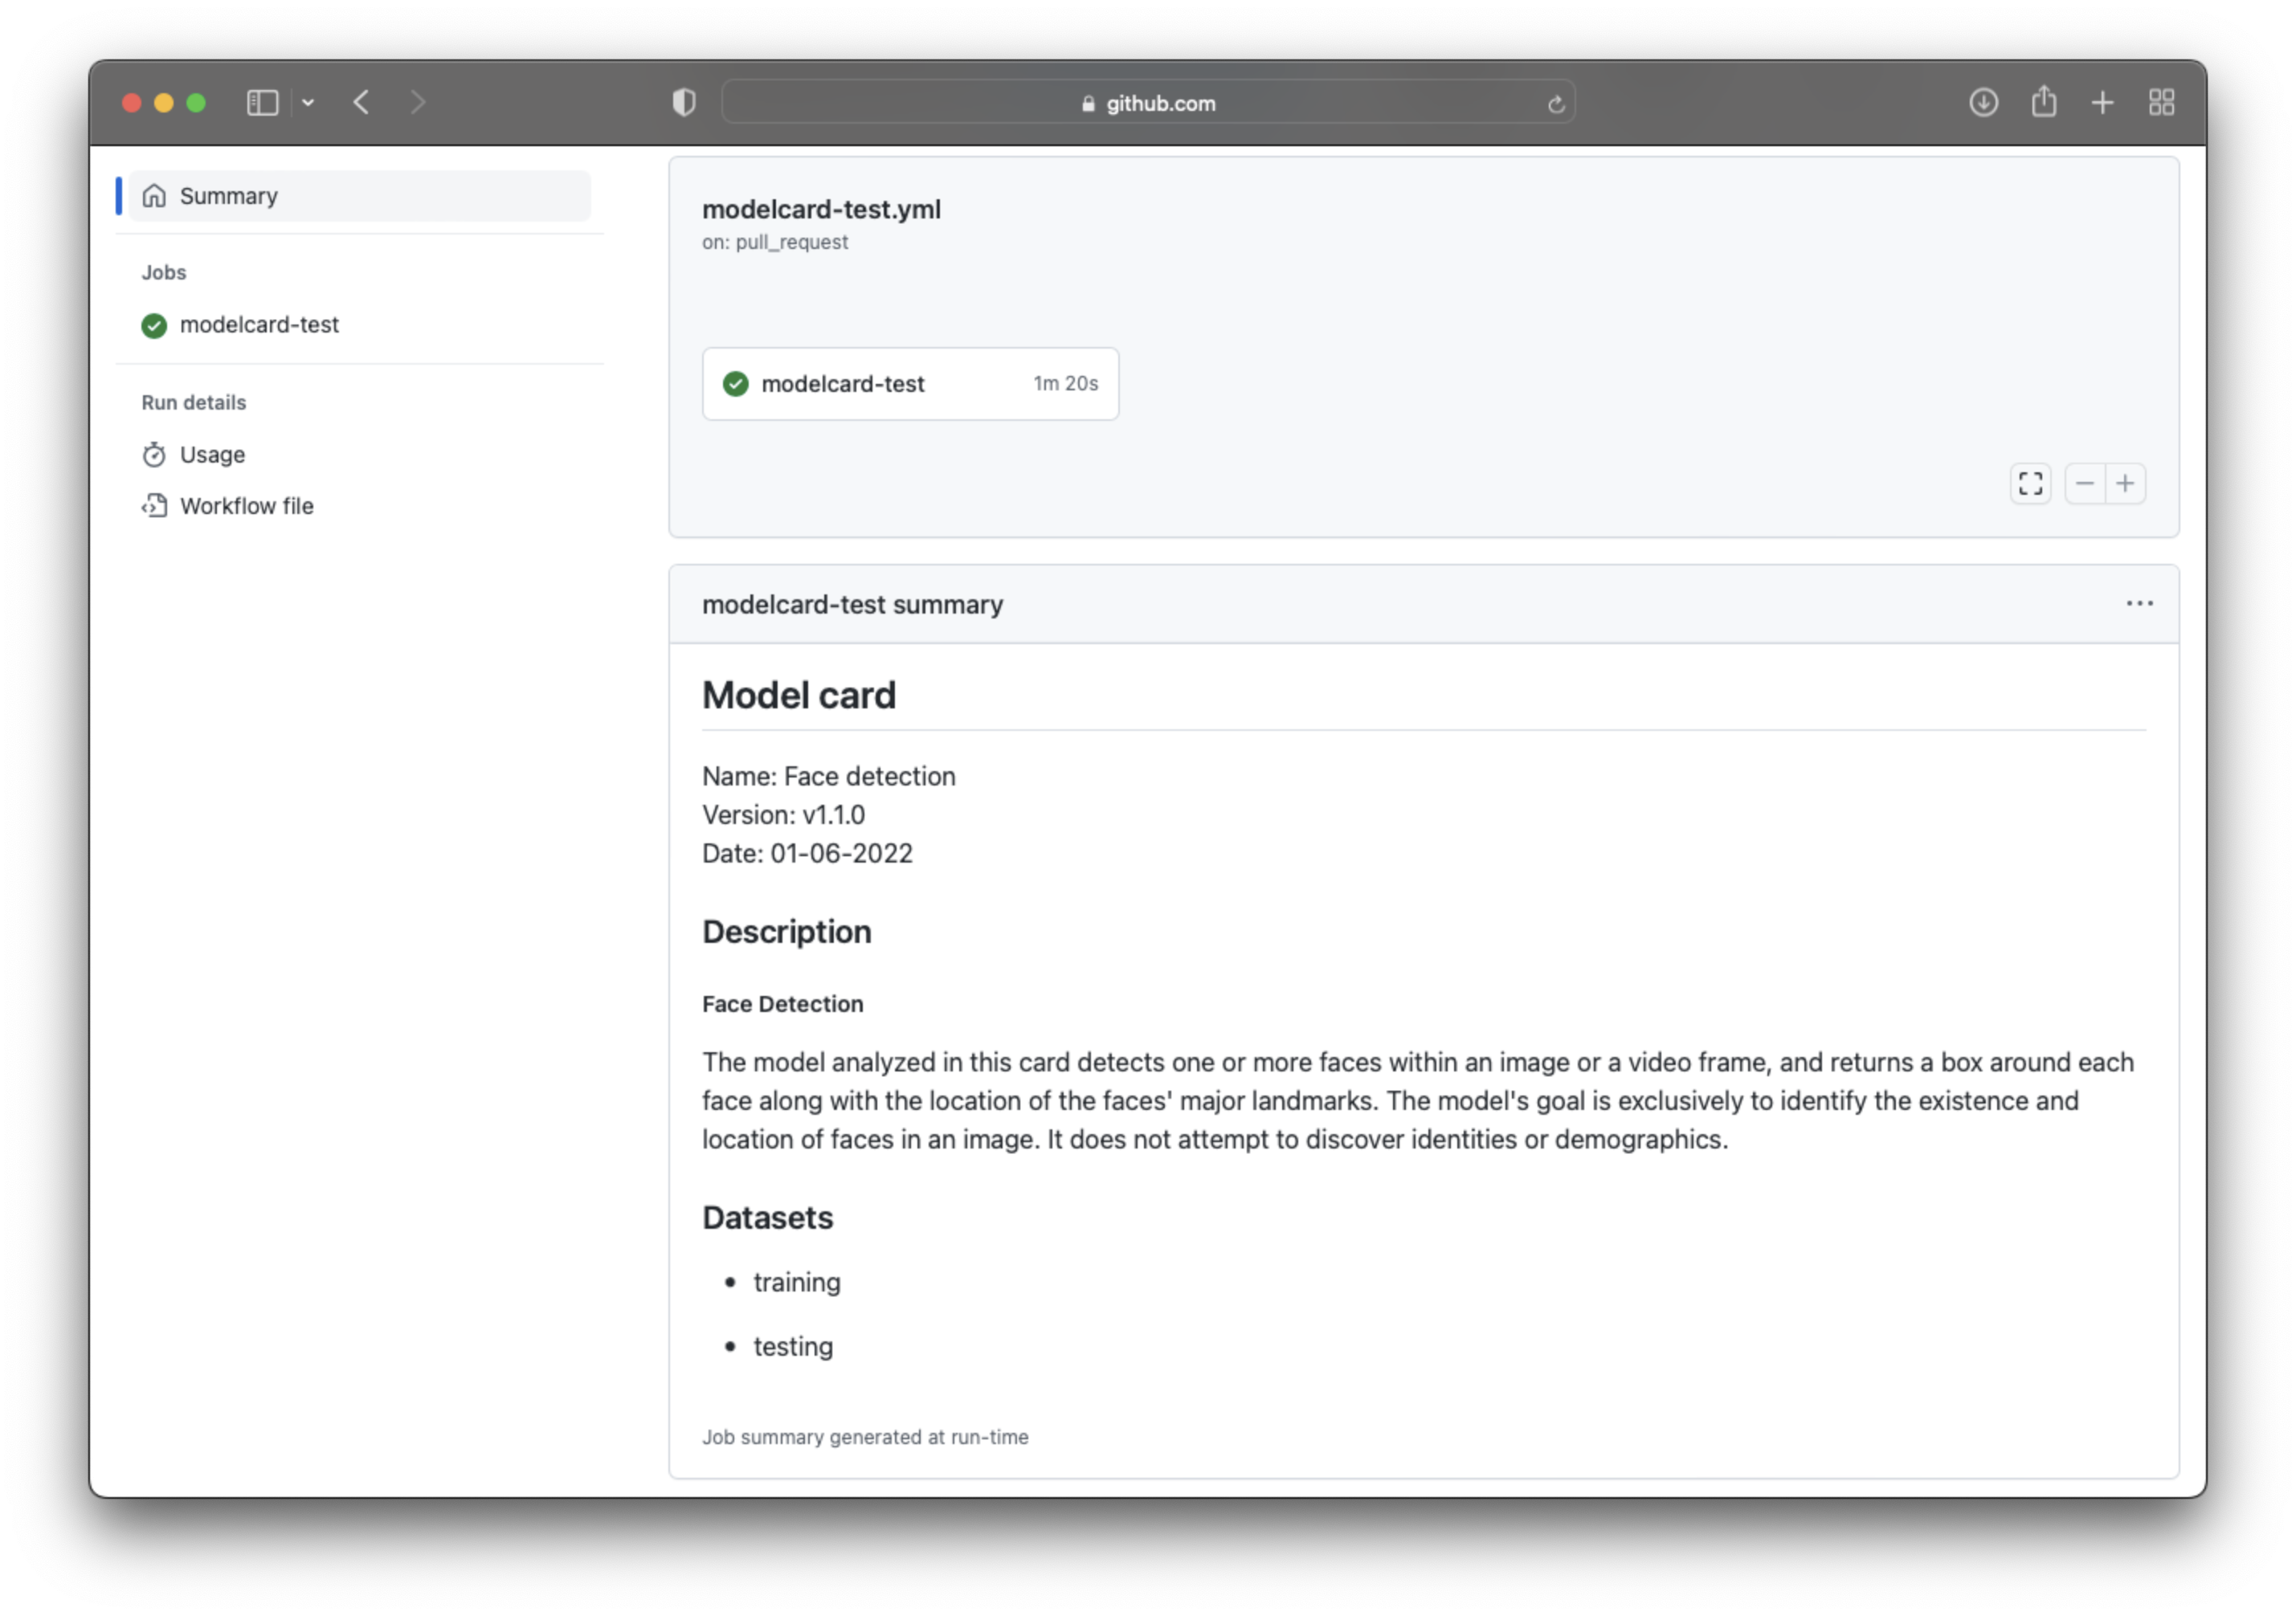 github.com
Summary
Jobs
modelcard-test
Run details
Usage
Workflow file
modelcard-test.yml
on: pull_request
modelcard-test 1m 20s
modelcard-test summary
Model card
Name: Face detection
Version: v1.1.0
Date: 01-06-2022
Description
Face Detection
The model analyzed in this card detects one or more faces within an image or a video frame, and returns a box around each
face along with the location of the faces' major landmarks. The model's goal is exclusively to identify the existence and
location of faces in an image. It does not attempt to discover identities or demographics.
Datasets
• training
• testing
Job summary generated at run-time